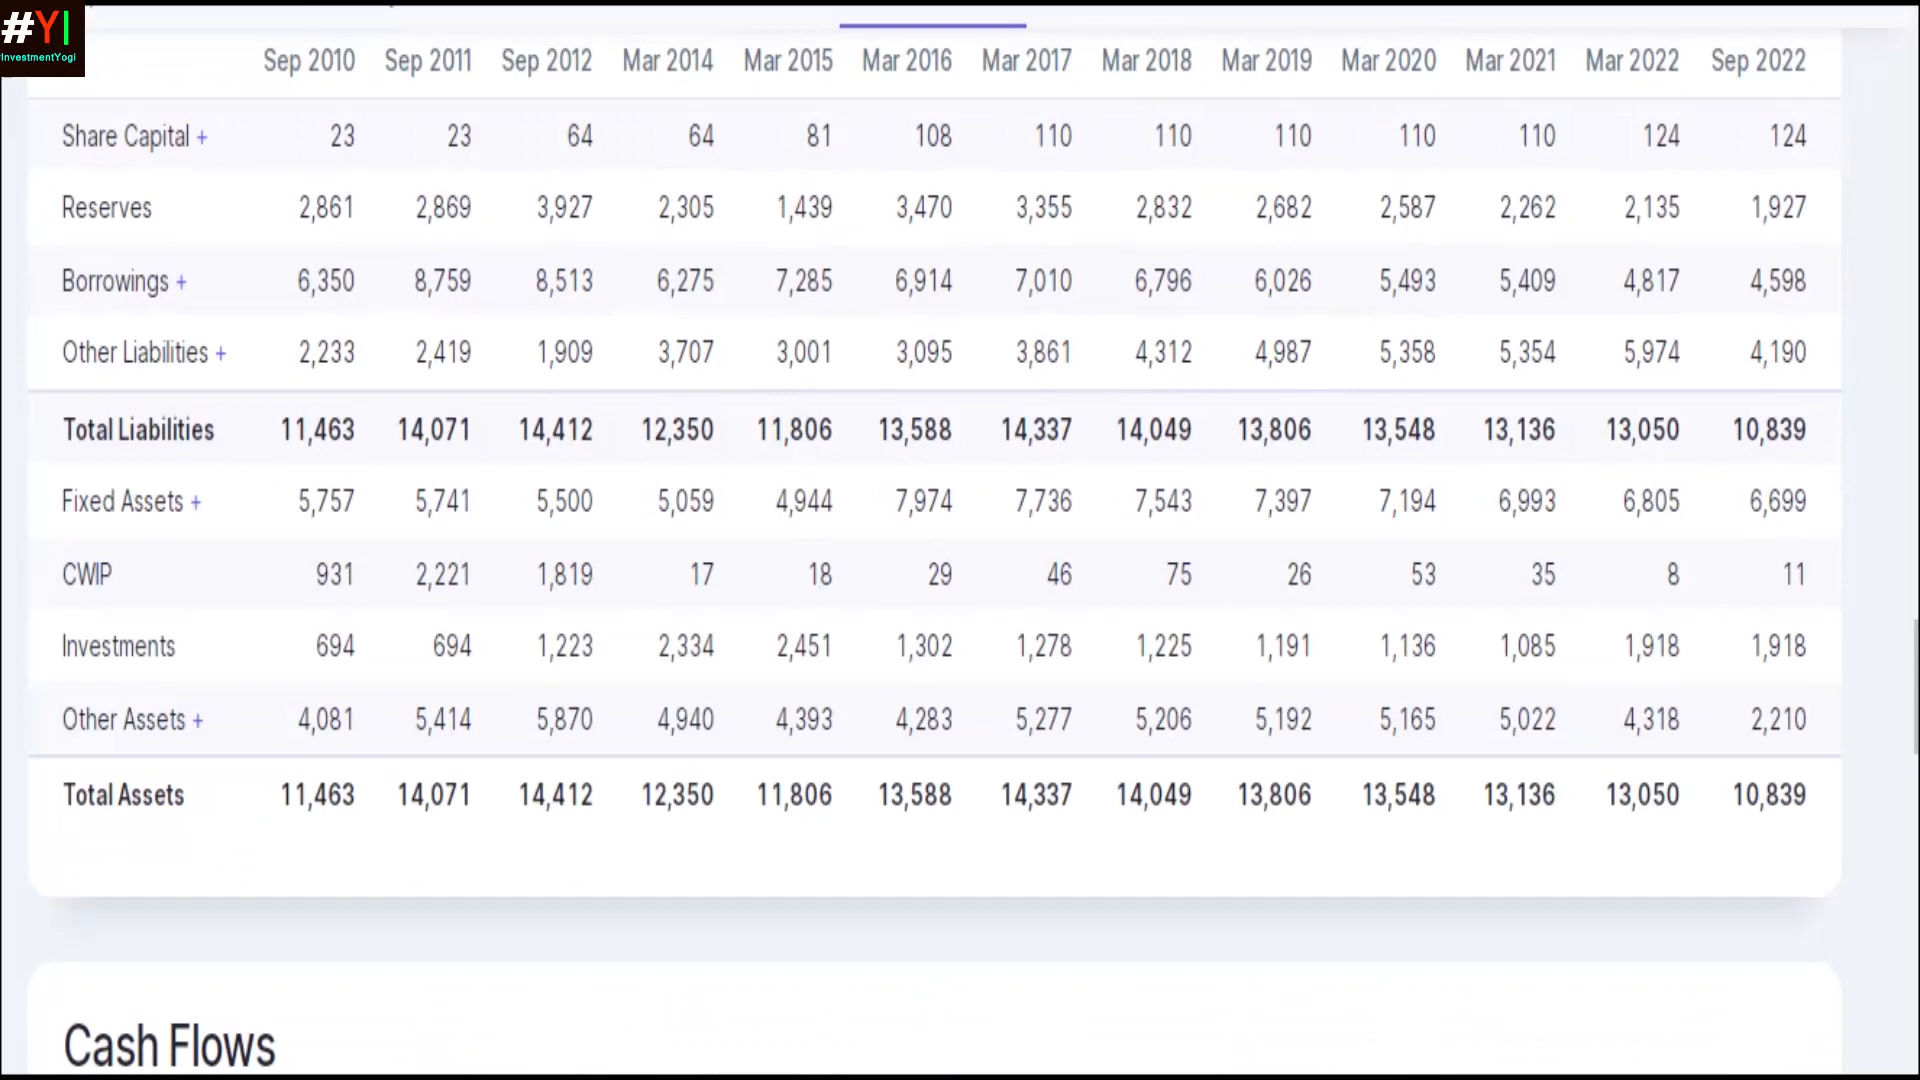 #YI
InvestmentYogi
Sep 2010 Sep 2011 Sep 2012 Mar 2014 Mar 2015 Mar 2016 Mar 2017 Mar 2018 Mar 2019 Mar 2020 Mar 2021 Mar 2022 Sep 2022
Share Capital + 23 23 64 64 81 108 110 110 110 110 110 124 124
Reserves 2,861 2,869 3,927 2,305 1,439 3,470 3,355 2,832 2,682 2,587 2,262 2,135 1,927
Borrowings + 6,350 8,759 8,513 6,275 7,285 6,914 7,010 6,796 6,026 5,493 5,409 4,817 4,598
Other Liabilities + 2,233 2,419 1,909 3,707 3,001 3,095 3,861 4,312 4,987 5,358 5,354 5,974 4,190
Total Liabilities 11,463 14,071 14,412 12,350 11,806 13,588 14,337 14,049 13,806 13,548 13,136 13,050 10,839
Fixed Assets + 5,757 5,741 5,500 5,059 4,944 7,974 7,736 7,543 7,397 7,194 6,993 6,805 6,699
CWIP 931 2,221 1,819 17 18 29 46 75 26 53 35 8 11
Investments 694 694 1,223 2,334 2,451 1,302 1,278 1,225 1,191 1,136 1,085 1,918 1,918
Other Assets + 4,081 5,414 5,870 4,940 4,393 4,283 5,277 5,206 5,192 5,165 5,022 4,318 2,210
Total Assets 11,463 14,071 14,412 12,350 11,806 13,588 14,337 14,049 13,806 13,548 13,136 13,050 10,839
Cash Flows